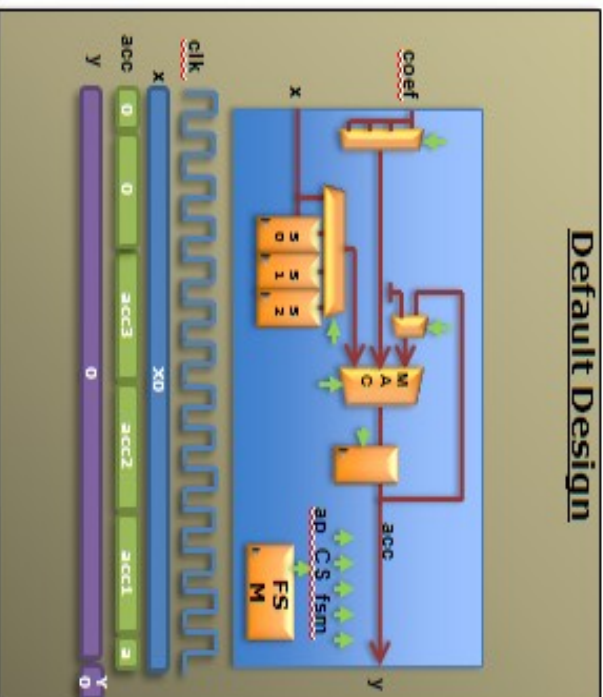 Default Design
coef
x
S0
S1
S2
MAC
acc
y
ap_CS_fsm
FSM
clk
x
X0
acc
0
0
acc3
acc2
acc1
a
y
0
Y0